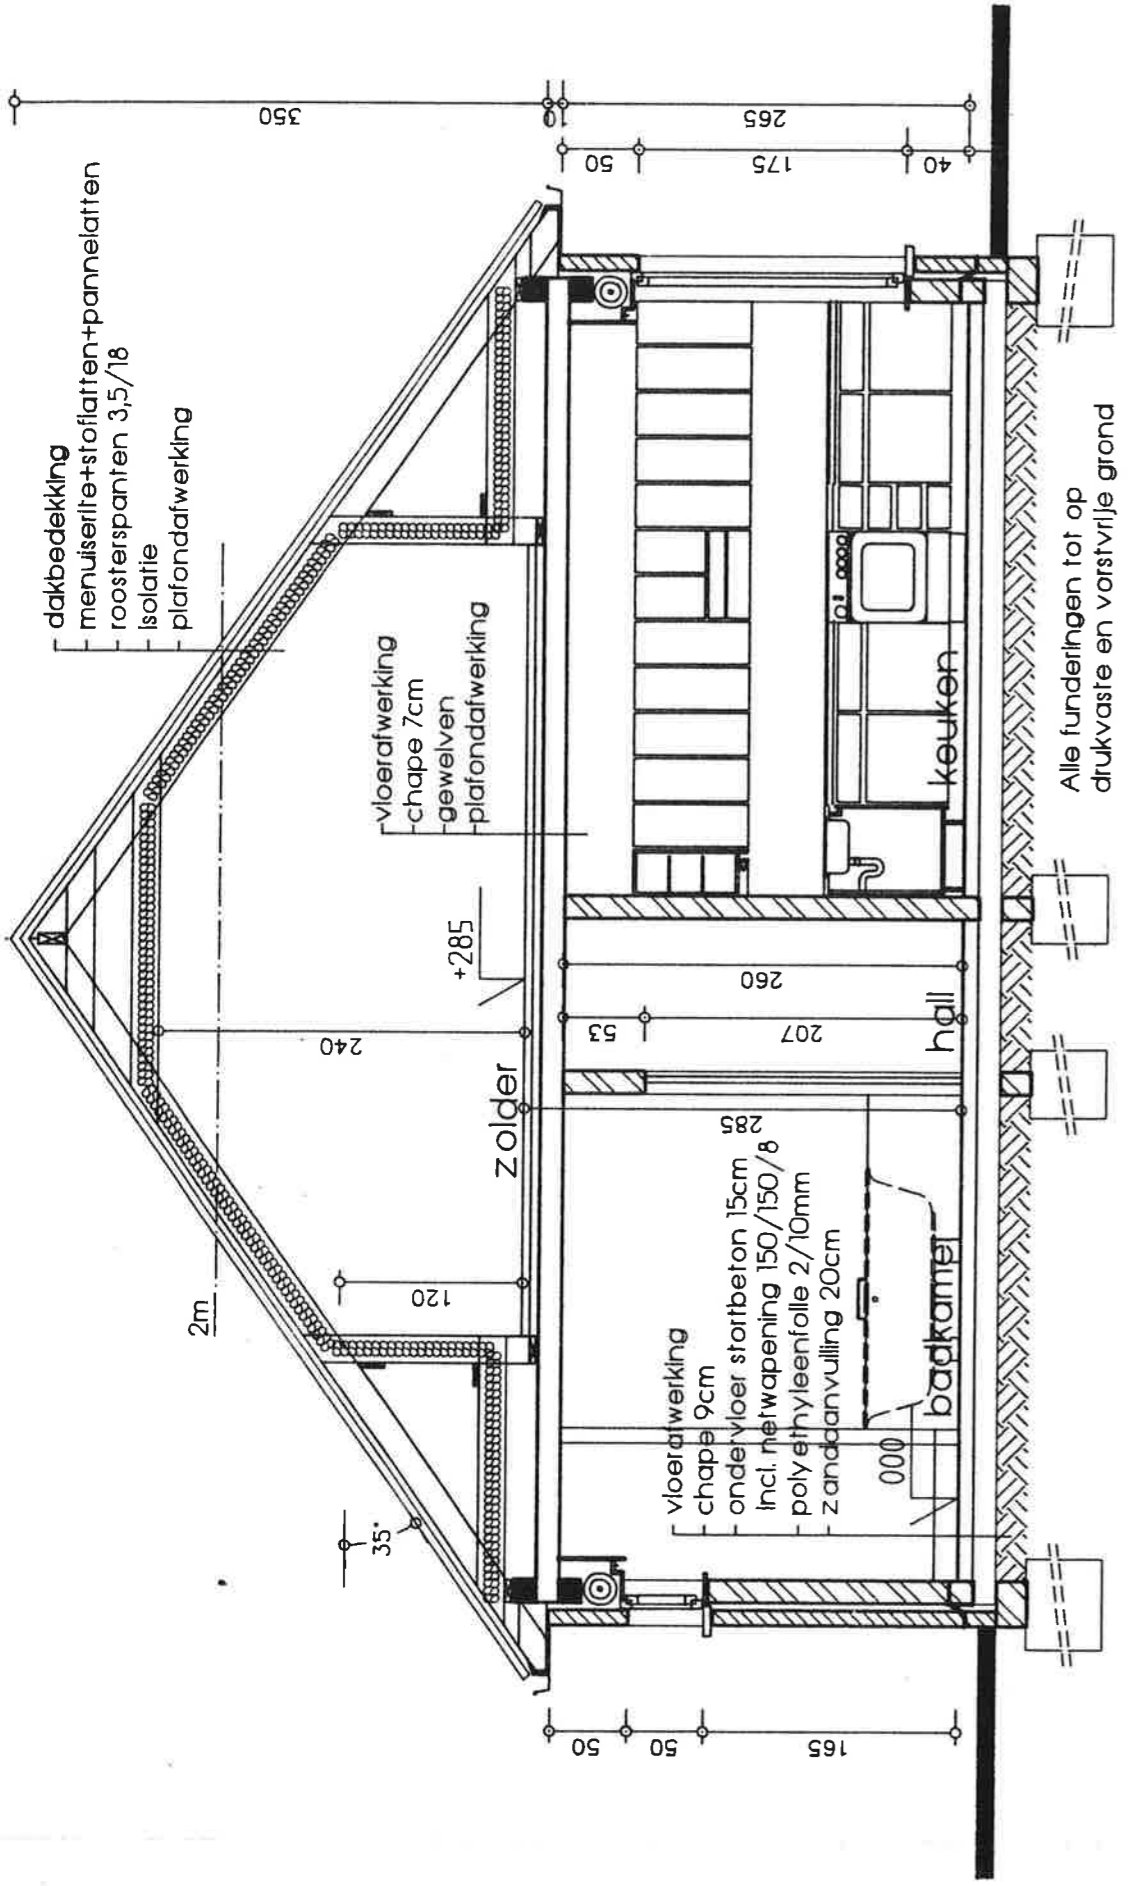 dakbedekking
menuiserite+stoflatten+pannelatten
roosterspanten 3,5/18
isolatie
plafondafwerking
350
10
265
50
175
40
2m
35°
240
120
+285
zolder
vloerafwerking
chape 7cm
gewelven
plafondafwerking
50
50
165
vloerafwerking
chape 9cm
ondervloer stortbeton 15cm
incl. netwapening 150/150/8
polyethyleenfolie 2/10mm
zandaanvulling 20cm
000
285
53
207
260
badkamer
hall
keuken
Alle funderingen tot op
drukvaste en vorstvrije grond